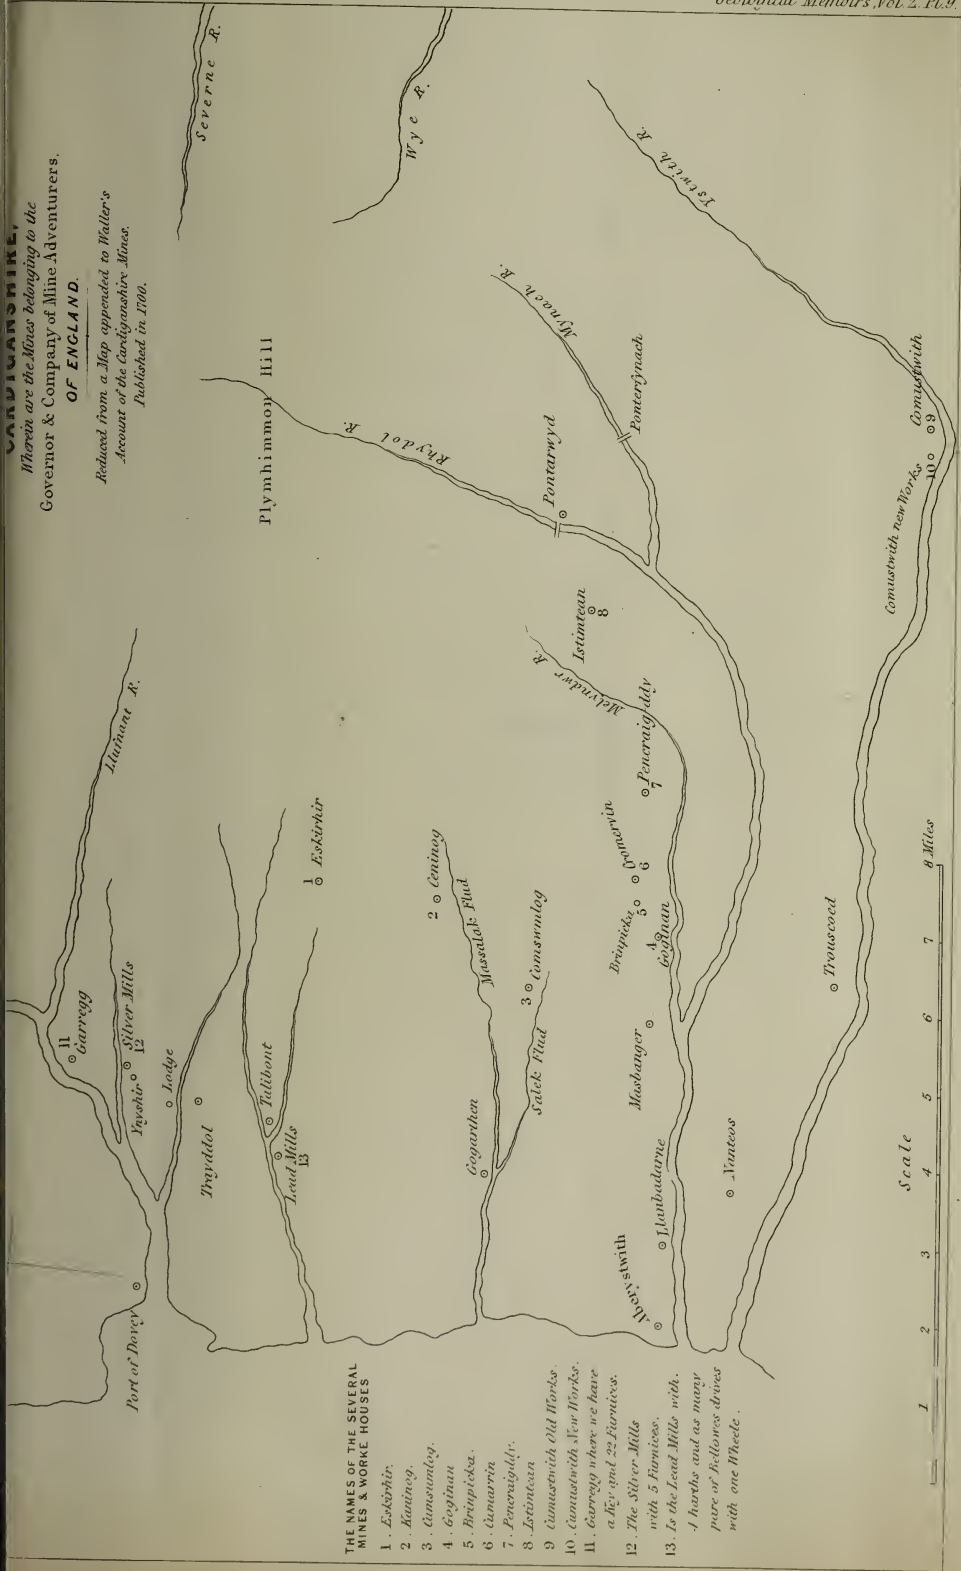 Geological Memoirs, Vol 2. Pt. 9.
CARDIGANSHIRE,
Wherein are the Mines belonging to the
Governor & Company of Mine Adventurers.
OF ENGLAND.
Reduced from a Map appended to Waller's
Account of the Cardiganshire Mines.
Published in 1700.
Severne R.
Wye R.
Ystwith R.
Mynach R.
Plymhimmon Hill
Rhydol R.
Ponterfynach
Pontarwyd
Comustwith
9
10
Comustwith new Works
Istimtean
8
Melyndwr R.
Llufnant R.
Pencraigddy
7
1
Eskirhir
2
Ceninog
Massalak Flud
Cromervin
6
Brinpicka
5
4
Goginan
3
Comswmlog
Salek Flud
11
Garregg
Silver Mills
12
Ynyshir
Lodge
Travddol
Talibont
Lead Mills
13
Gogarthen
Masbanger
Llanbadarne
Nanteos
Trouscoed
Aberystwith
Port of Dovey
Scale
1 2 3 4 5 6 7 8 Miles
THE NAMES OF THE SEVERAL
MINES & WORKE HOUSES
1 . Eskirhir.
2 . Kaninog.
3 . Cumsumlog.
4 . Goginan
5 . Brinpicka.
6 . Cumarrin
7 . Pencraigddy.
8 . Istimtean
9 Cumustwith Old Works.
10 . Cumustwith New Works.
11 . Garregg where we have
a Key and 22 Furnices.
12 . The Silver Mills
with 5 Furnices.
13 . Is the Lead Mills with.
4 harths and as many
pare of Bellowes drives
with one Wheele.